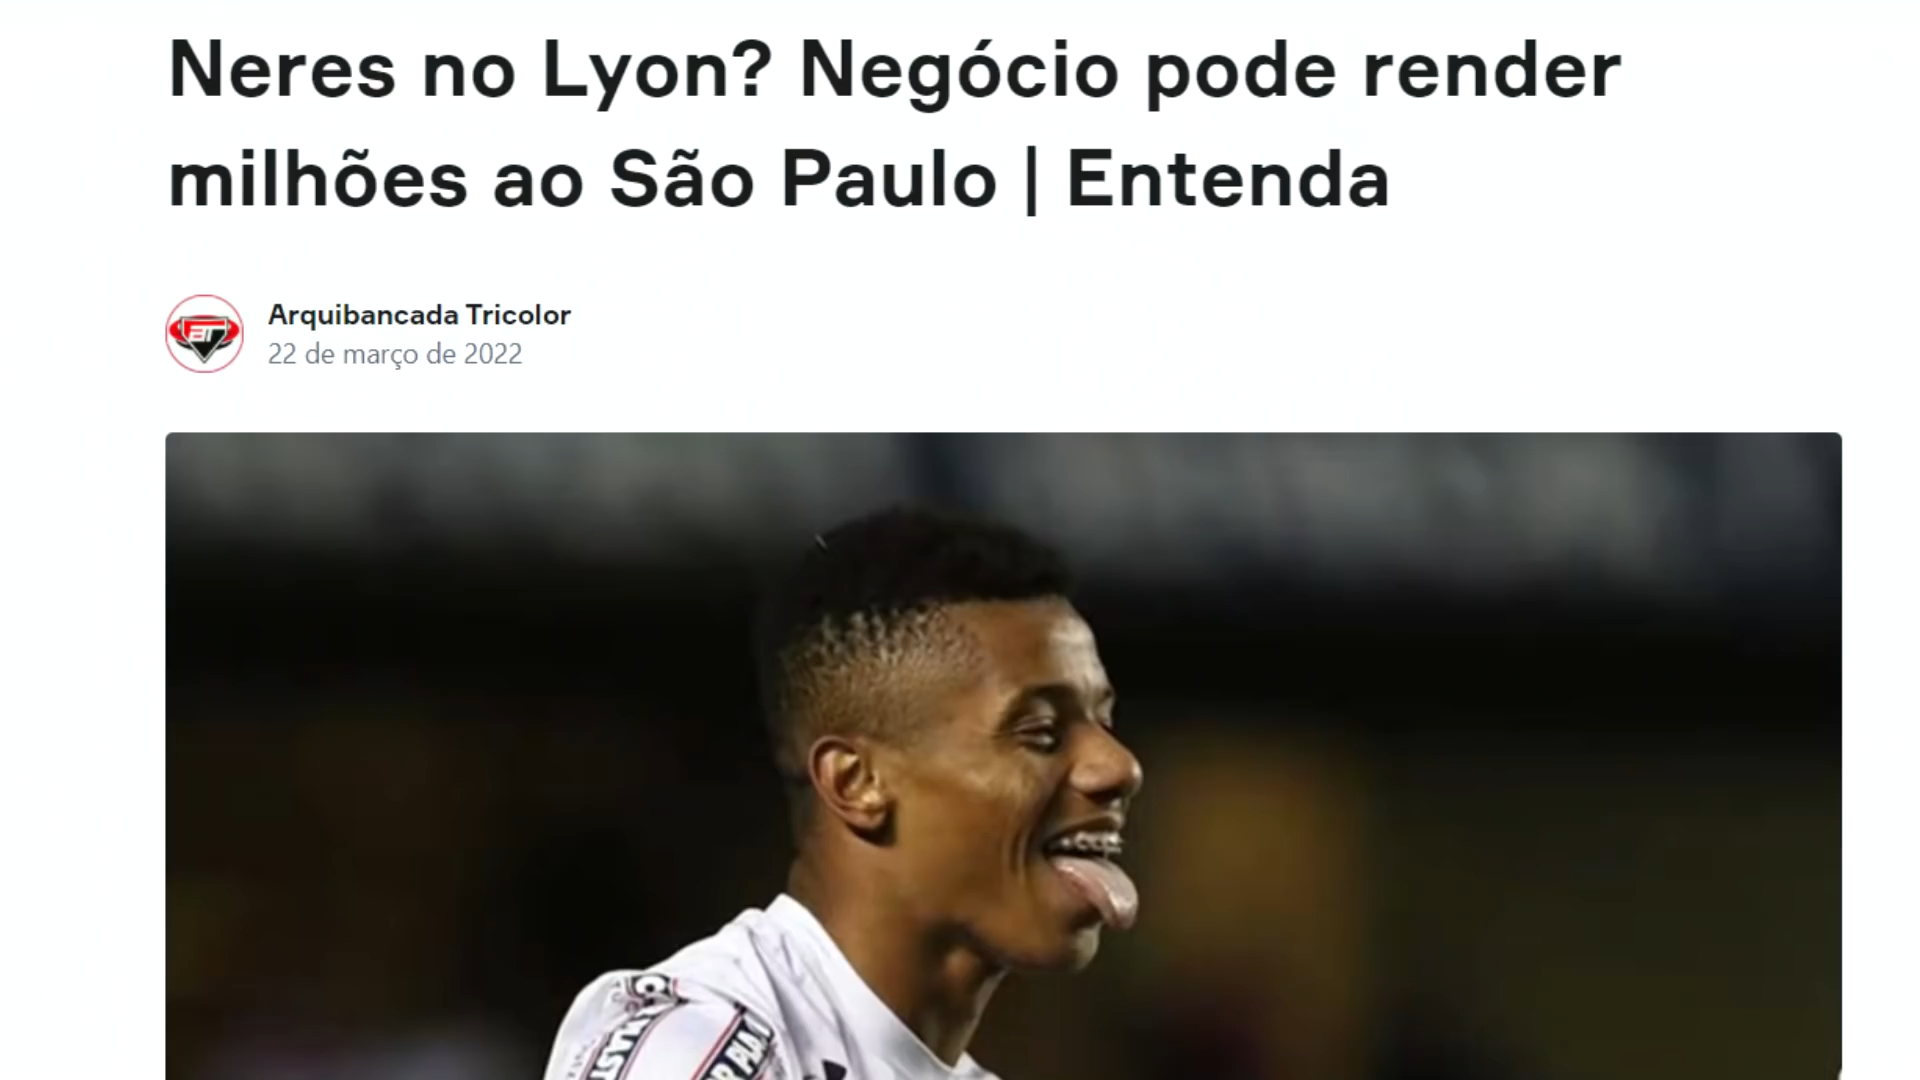 Neres no Lyon? Negócio pode render
milhões ao São Paulo | Entenda
Arquibancada Tricolor
22 de março de 2022